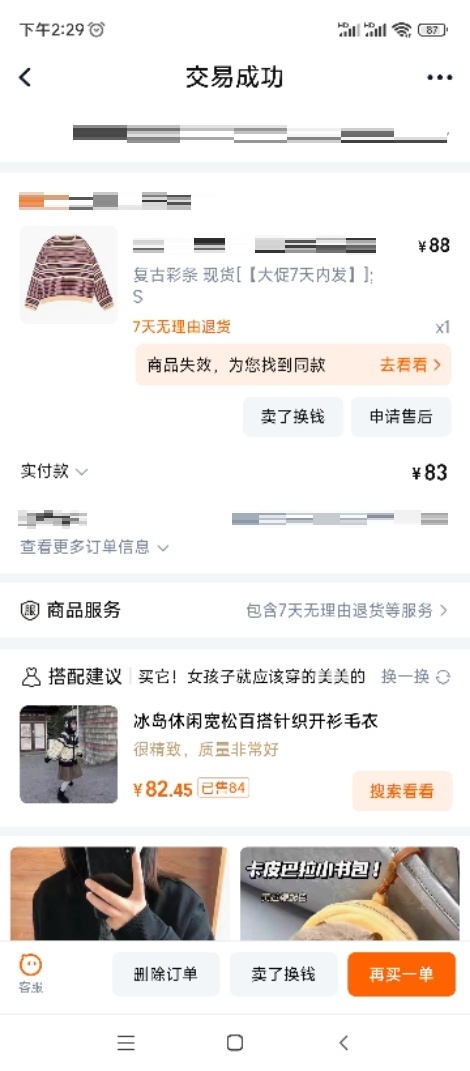 下午2:29
87
交易成功
¥88
复古彩条 现货[【大促7天内发】];
S
7天无理由退货
x1
商品失效，为您找到同款
去看看
卖了换钱
申请售后
实付款
¥83
查看更多订单信息
服 商品服务
包含7天无理由退货等服务
搭配建议
买它！女孩子就应该穿的美美的
换一换
冰岛休闲宽松百搭针织开衫毛衣
很精致，质量非常好
¥82.45 已售84
搜索看看
卡皮巴拉小书包！
客服
删除订单
卖了换钱
再买一单